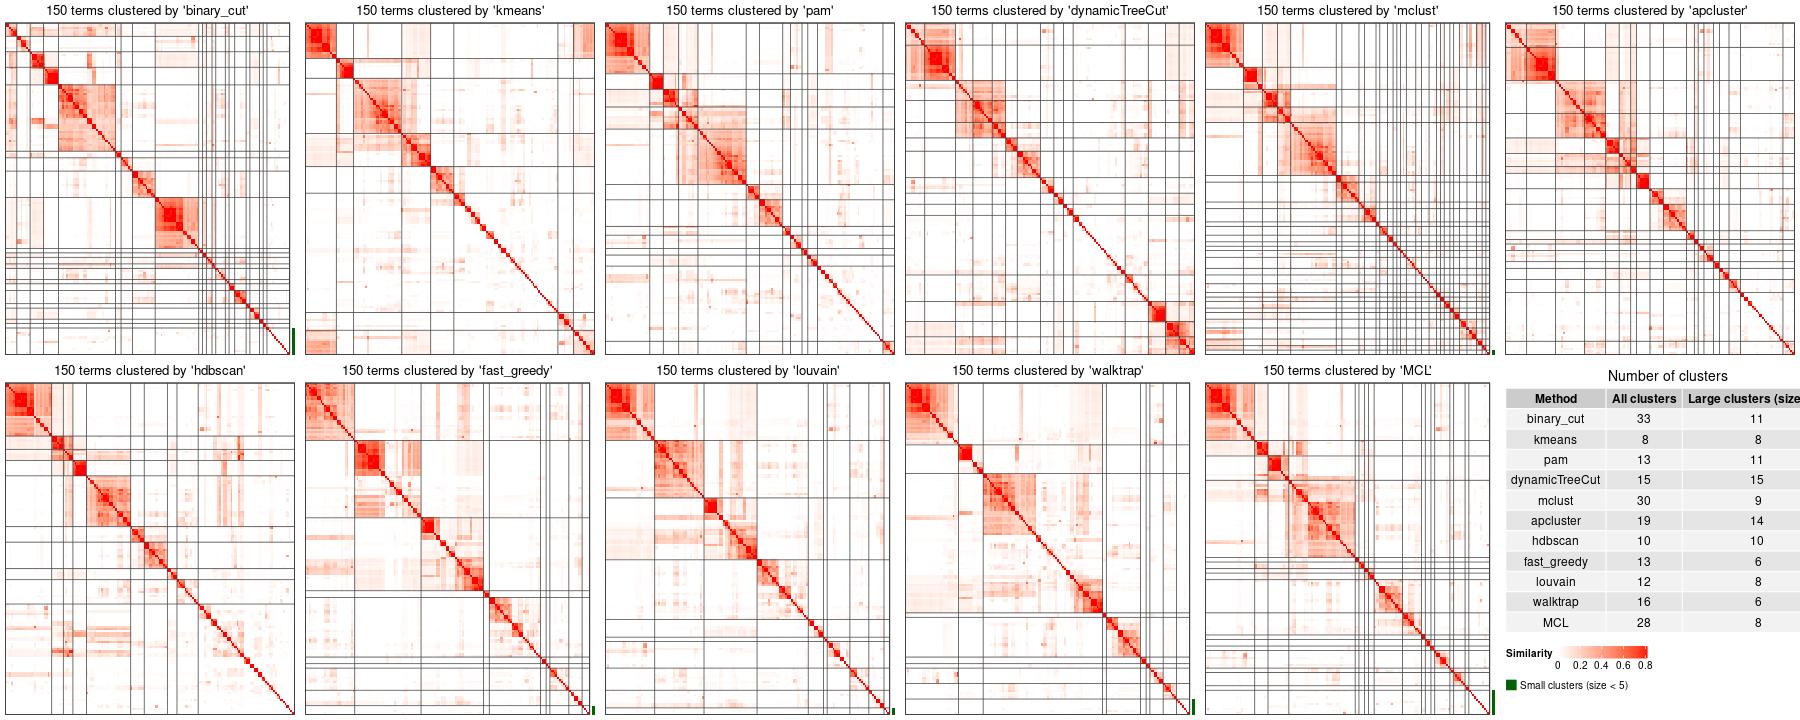 150 terms clustered by 'binary_cut'
150 terms clustered by 'kmeans'
150 terms clustered by 'pam'
150 terms clustered by 'dynamicTreeCut'
150 terms clustered by 'mclust'
150 terms clustered by 'apcluster'
150 terms clustered by 'hdbscan'
150 terms clustered by 'fast_greedy'
150 terms clustered by 'louvain'
150 terms clustered by 'walktrap'
150 terms clustered by 'MCL'
Number of clusters
Method All clusters Large clusters (size
binary_cut 33 11
kmeans 8 8
pam 13 11
dynamicTreeCut 15 15
mclust 30 9
apcluster 19 14
hdbscan 10 10
fast_greedy 13 6
louvain 12 8
walktrap 16 6
MCL 28 8
Similarity
0 0.2 0.4 0.6 0.8
Small clusters (size < 5)